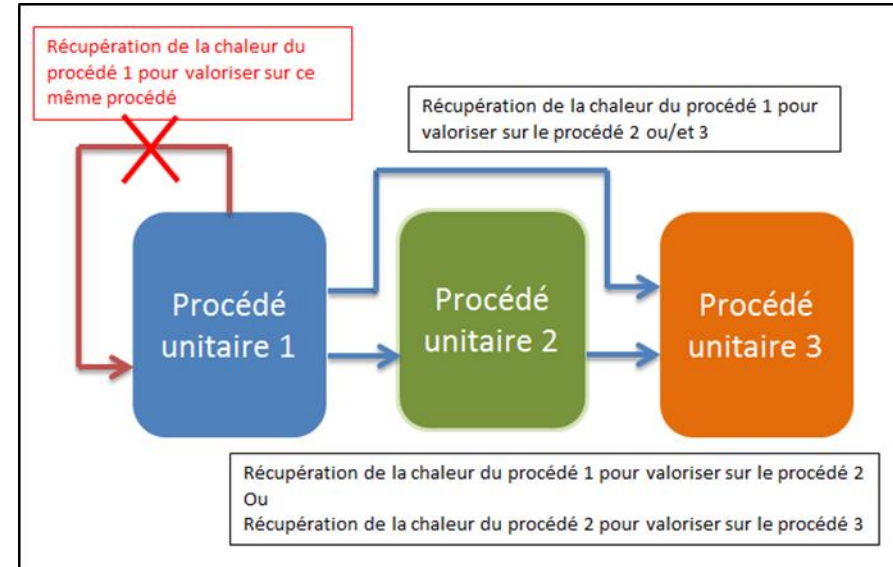 Récupération de la chaleur du
procédé 1 pour valoriser sur ce
même procédé
Récupération de la chaleur du procédé 1 pour
valoriser sur le procédé 2 ou/et 3
Procédé
unitaire 1
Procédé
unitaire 2
Procédé
unitaire 3
Récupération de la chaleur du procédé 1 pour valoriser sur le procédé 2
Ou
Récupération de la chaleur du procédé 2 pour valoriser sur le procédé 3